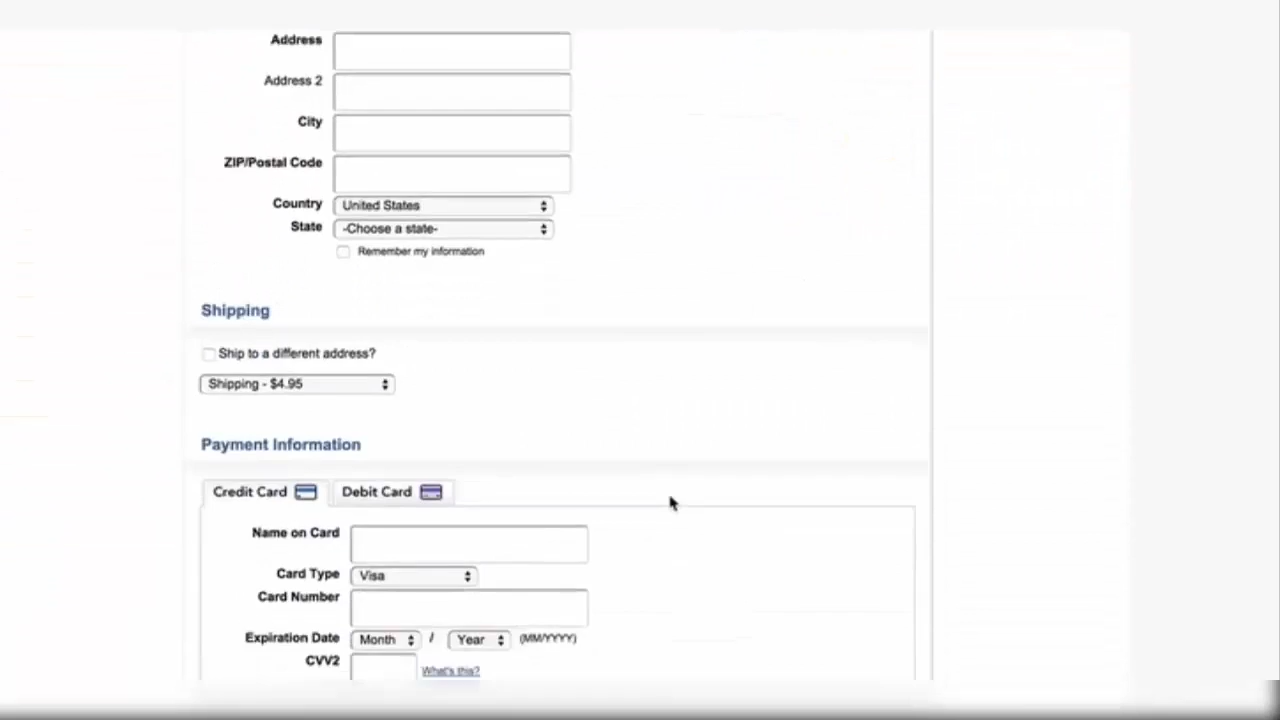 Address
Address 2
City
ZIP/Postal Code
Country United States
State -Choose a state-
Remember my information
Shipping
Ship to a different address?
Shipping - $4.95
Payment Information
Credit Card Debit Card
Name on Card
Card Type Visa
Card Number
Expiration Date Month / Year (MM/YYYY)
CVV2 What's this?